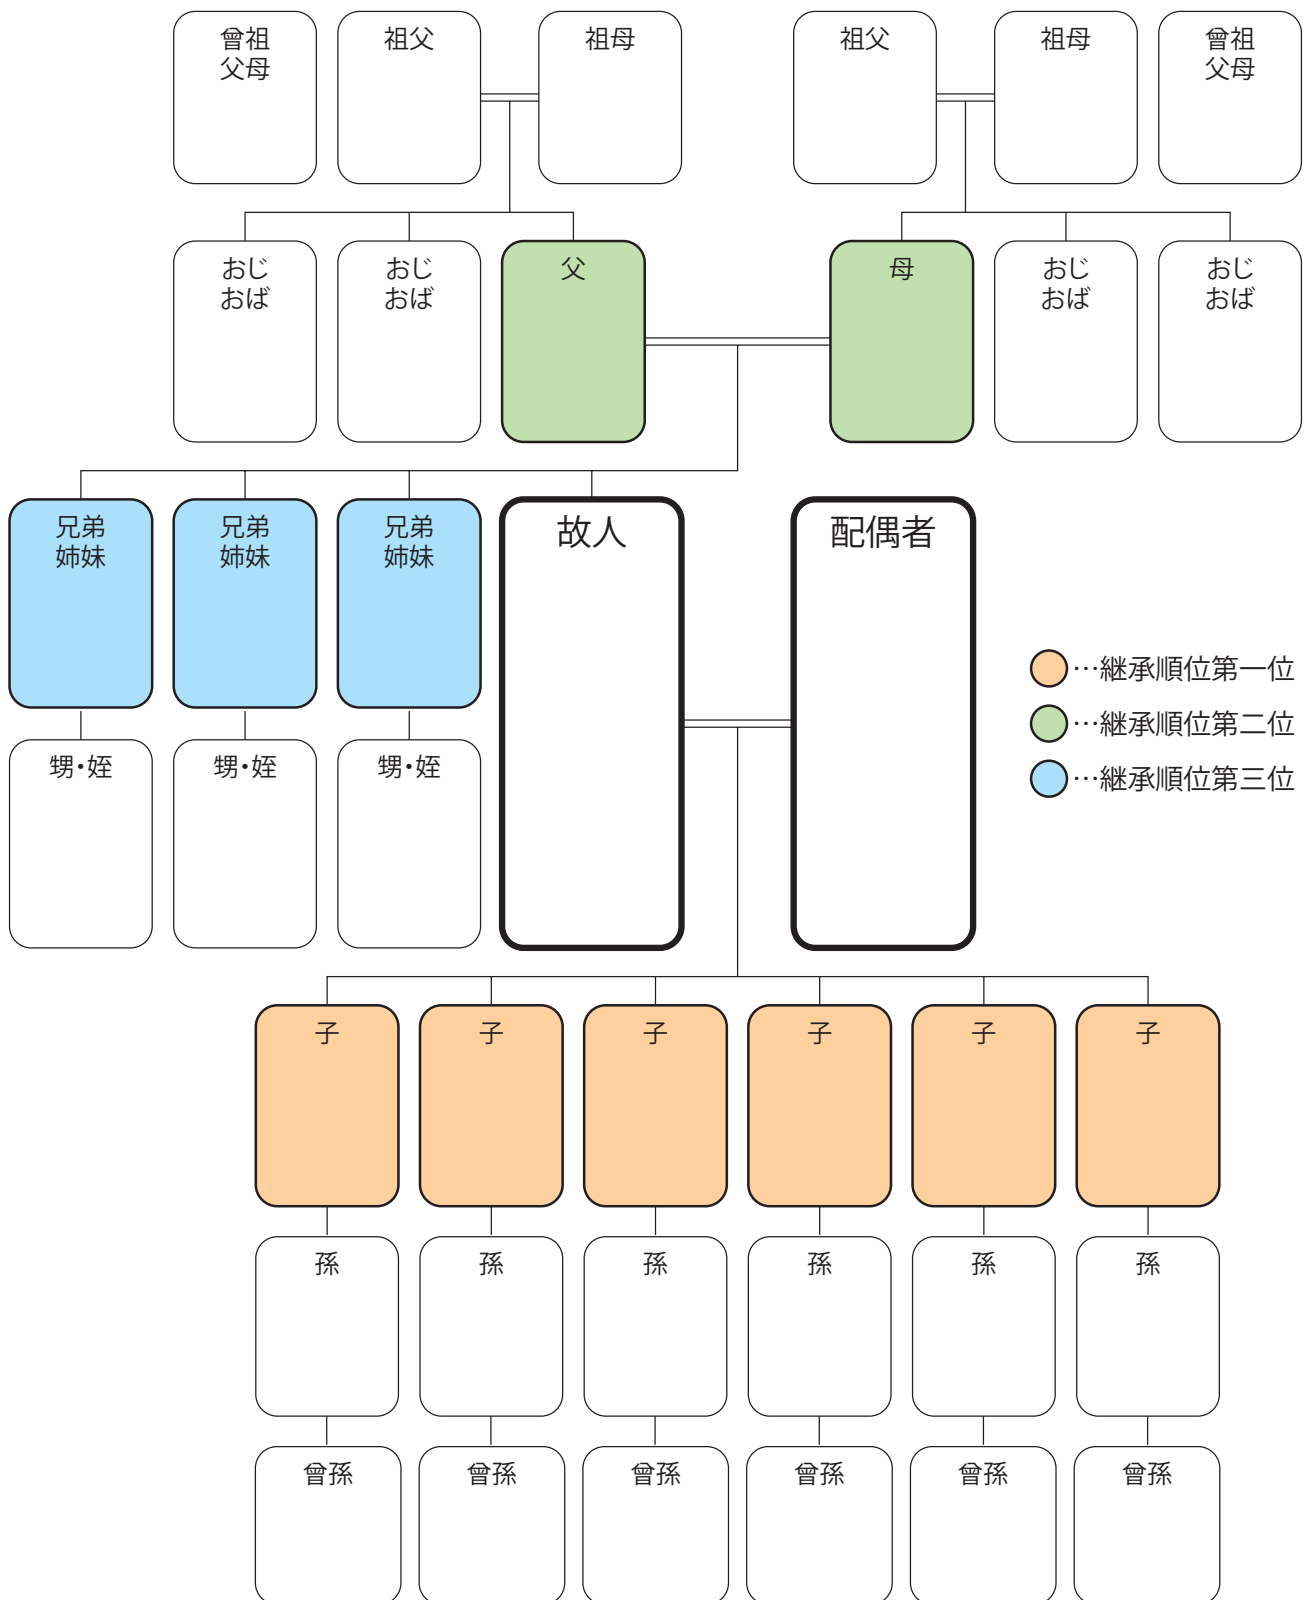 曾祖
父母
祖父
祖母
祖父
祖母
曾祖
父母
おじ
おば
おじ
おば
父
母
おじ
おば
おじ
おば
兄弟
姉妹
兄弟
姉妹
兄弟
姉妹
故人
配偶者
…継承順位第一位
…継承順位第二位
…継承順位第三位
甥・姪
甥・姪
甥・姪
子
子
子
子
子
子
孫
孫
孫
孫
孫
孫
曾孫
曾孫
曾孫
曾孫
曾孫
曾孫